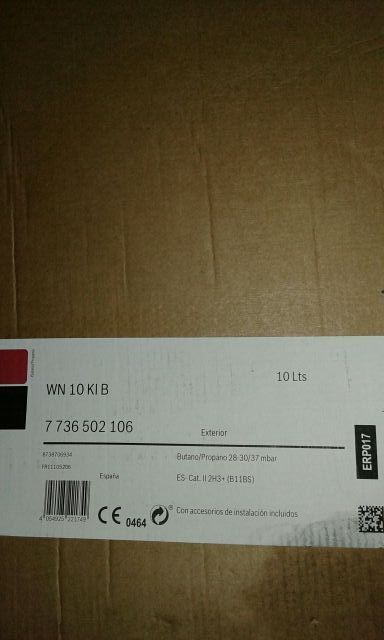 WN 10 KI B
10 Lts
7 736 502 106
Exterior
8738706934
Butano/Propano 28-30/37 mbar
España
ES- Cat. II 2H3+ (B11BS)
Con accesorios de instalación incluidos
CE 0464
ERP017